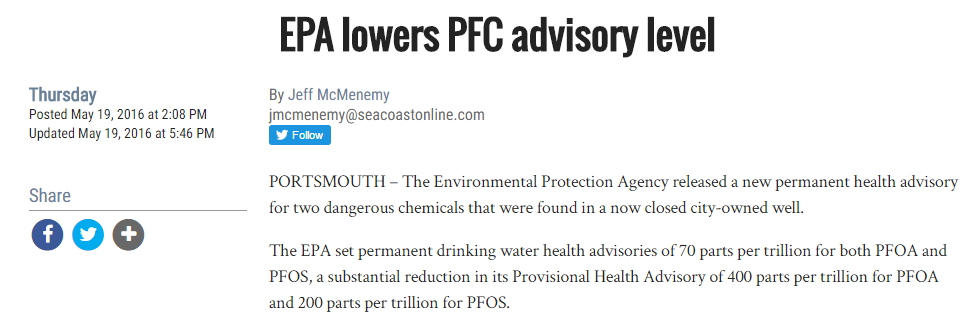 EPA lowers PFC advisory level
Thursday
Posted May 19, 2016 at 2:08 PM
Updated May 19, 2016 at 5:46 PM
Share
By Jeff McMenemy
jmcmenemy@seacoastonline.com
Follow
PORTSMOUTH – The Environmental Protection Agency released a new permanent health advisory
for two dangerous chemicals that were found in a now closed city-owned well.
The EPA set permanent drinking water health advisories of 70 parts per trillion for both PFOA and
PFOS, a substantial reduction in its Provisional Health Advisory of 400 parts per trillion for PFOA
and 200 parts per trillion for PFOS.